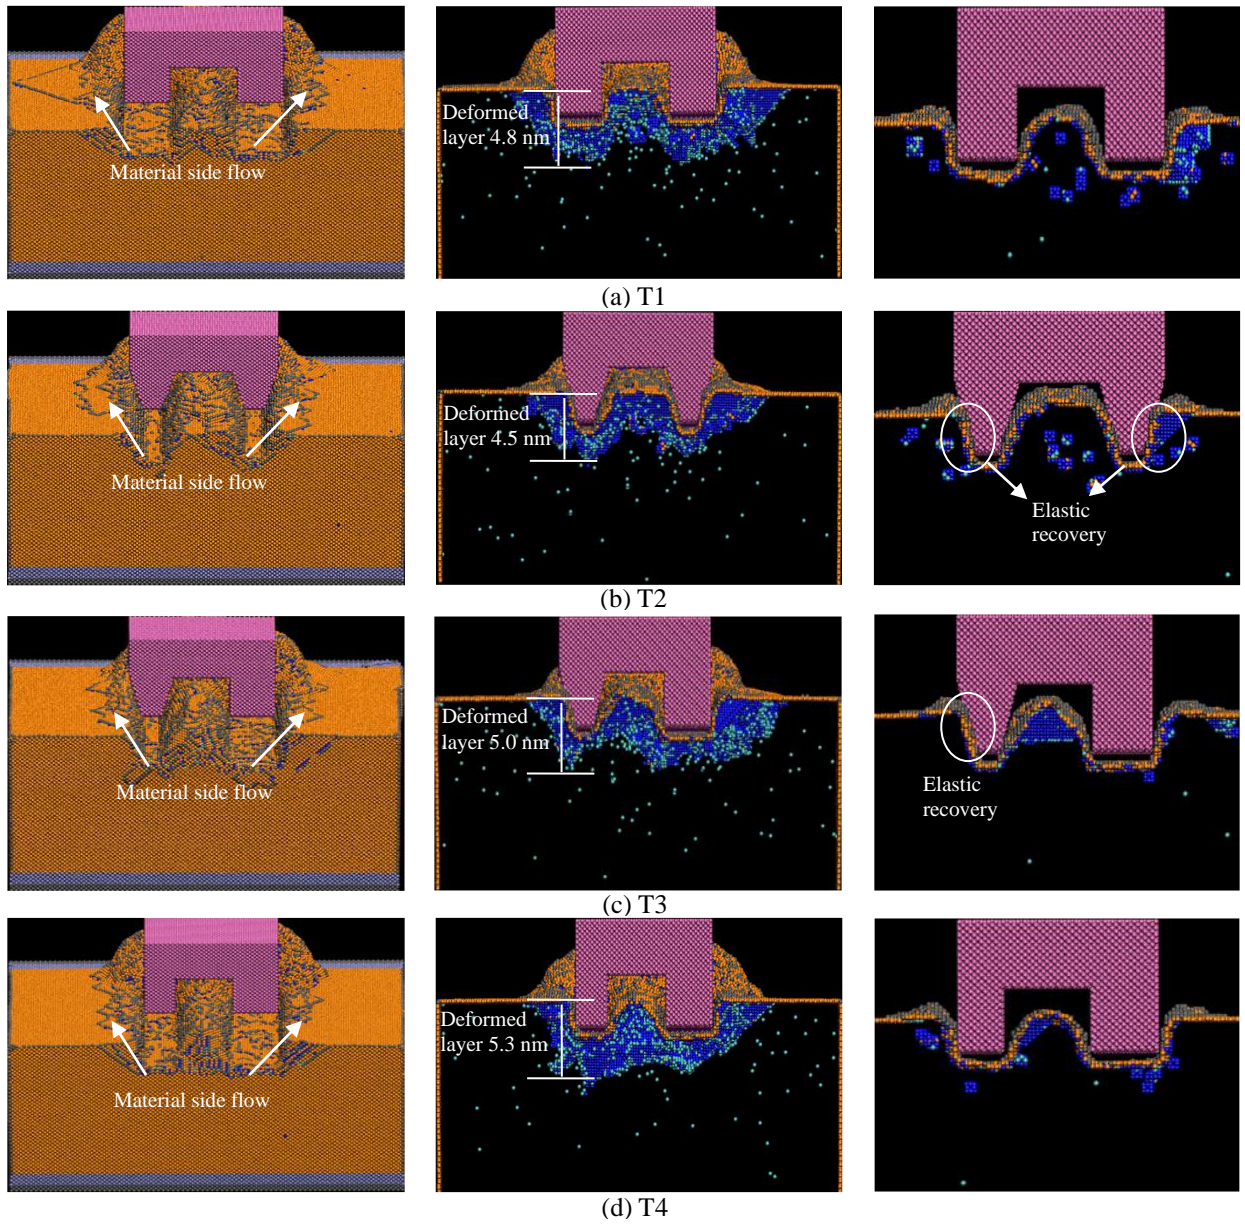 Material side flow
Deformed
layer 4.8 nm
(a) T1
Material side flow
Deformed
layer 4.5 nm
Elastic
recovery
(b) T2
Material side flow
Deformed
layer 5.0 nm
Elastic
recovery
(c) T3
Material side flow
Deformed
layer 5.3 nm
(d) T4